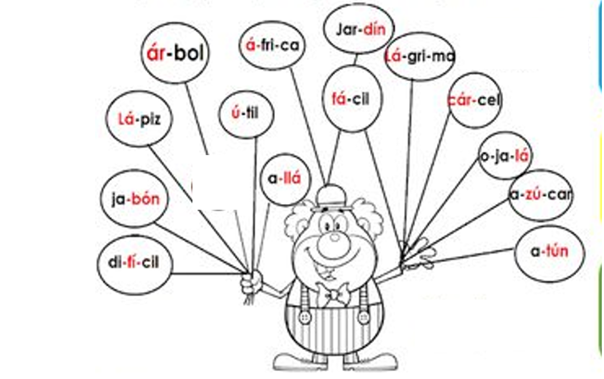 ár-bol
á-fri-ca
Jar-dín
Lá-gri-ma
Lá-piz
ú-til
fá-cil
cár-cel
a-llá
o-ja-lá
ja-bón
a-zú-car
di-fí-cil
a-tún